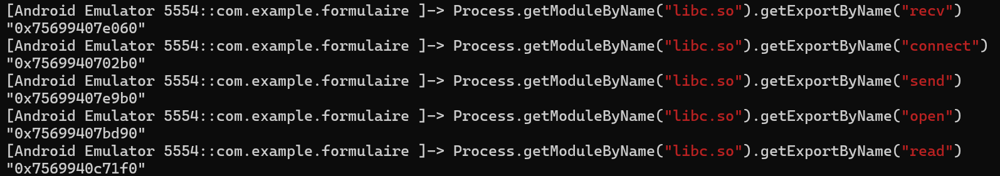 [Android Emulator 5554::com.example.formulaire ]-> Process.getModuleByName("libc.so").getExportByName("recv")
"0x75699407e060"
[Android Emulator 5554::com.example.formulaire ]-> Process.getModuleByName("libc.so").getExportByName("connect")
"0x7569940702b0"
[Android Emulator 5554::com.example.formulaire ]-> Process.getModuleByName("libc.so").getExportByName("send")
"0x75699407e9b0"
[Android Emulator 5554::com.example.formulaire ]-> Process.getModuleByName("libc.so").getExportByName("open")
"0x75699407bd90"
[Android Emulator 5554::com.example.formulaire ]-> Process.getModuleByName("libc.so").getExportByName("read")
"0x7569940c71f0"